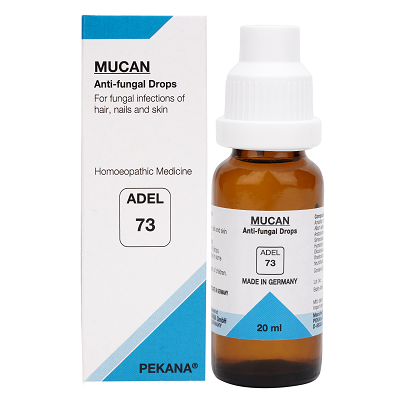 MUCAN
Anti-fungal Drops
For fungal infections of
hair, nails and skin
Homoeopathic Medicine
ADEL
73
PEKANA®
MUCAN
Anti-fungal Drops
ADEL
73
MADE IN GERMANY
20 ml